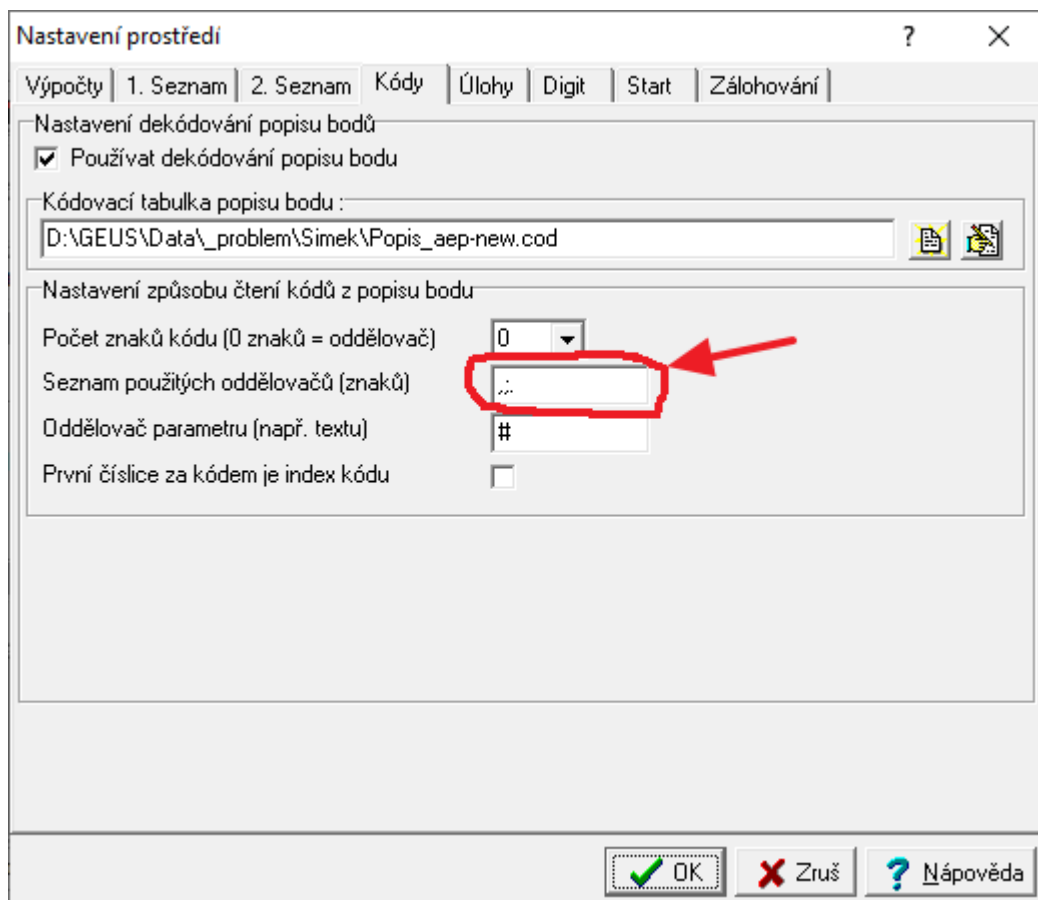 Nastavení prostředí
Výpočty 1. Seznam 2. Seznam Kódy Úlohy Digit Start Zálohování
Nastavení dekódování popisu bodů
Používat dekódování popisu bodu
Kódovací tabulka popisu bodu :
D:\GEUS\Data\_problem\Simek\Popis_aep-new.cod
Nastavení způsobu čtení kódů z popisu bodu
Počet znaků kódu (0 znaků = oddělovač) 0
Seznam použitých oddělovačů (znaků) .;:
Oddělovač parametru (např. textu) #
První číslice za kódem je index kódu
OK Zruš Nápověda